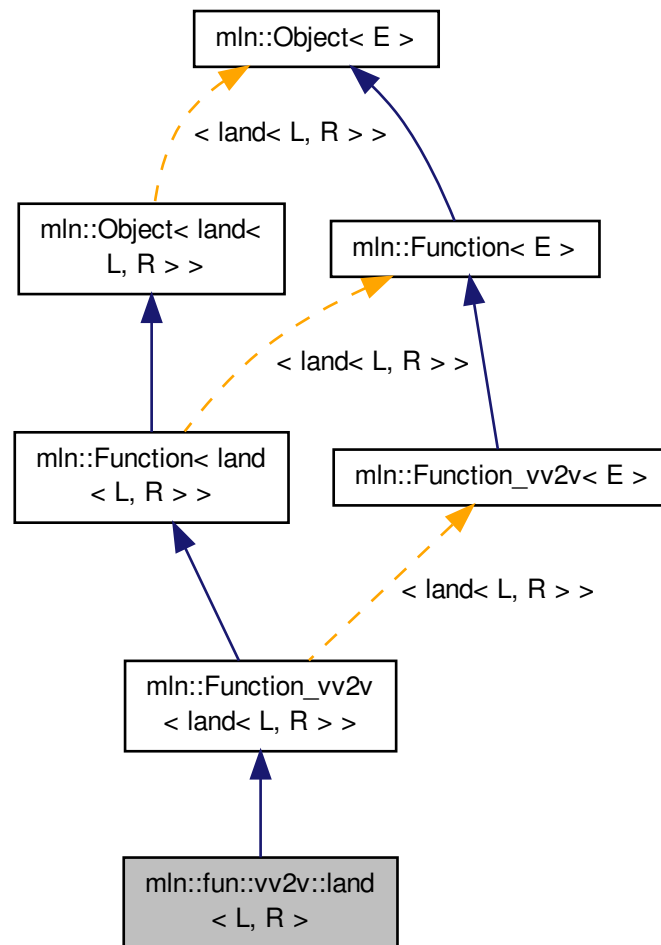 mln::Object< E >
< land< L, R > >
mln::Object< land<
L, R > >
mln::Function< E >
< land< L, R > >
mln::Function< land
< L, R > >
mln::Function_vv2v< E >
< land< L, R > >
mln::Function_vv2v
< land< L, R > >
mln::fun::vv2v::land
< L, R >